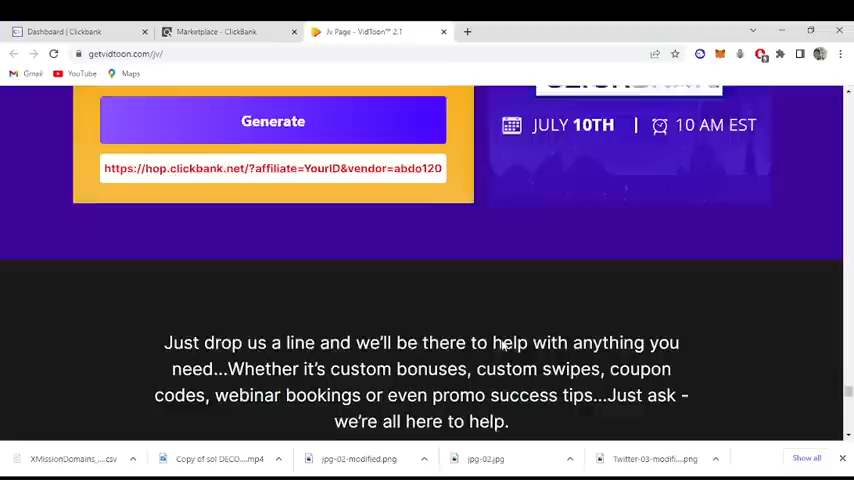 Dashboard | Clickbank
Marketplace - ClickBank
Jv Page - VidToon™ 2.1
getvidtoon.com/jv/
Gmail
YouTube
Maps
Generate
https://hop.clickbank.net/?affiliate=YourID&vendor=abdo120
JULY 10TH | 10 AM EST
Just drop us a line and we'll be there to help with anything you
need...Whether it's custom bonuses, custom swipes, coupon
codes, webinar bookings or even promo success tips...Just ask -
we're all here to help.
XMissionDomains_....csv
Copy of sol DECO....mp4
jpg-02-modified.png
jpg-02.jpg
Twitter-03-modifi....png
Show all